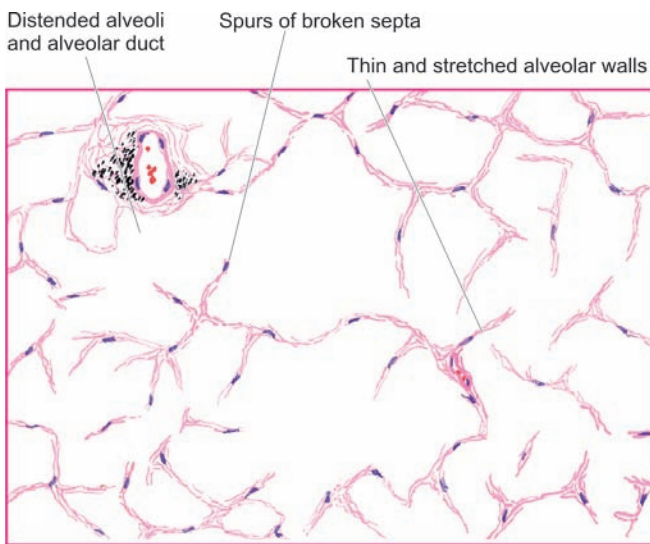 Distended alveoli
and alveolar duct
Spurs of broken septa
Thin and stretched alveolar walls